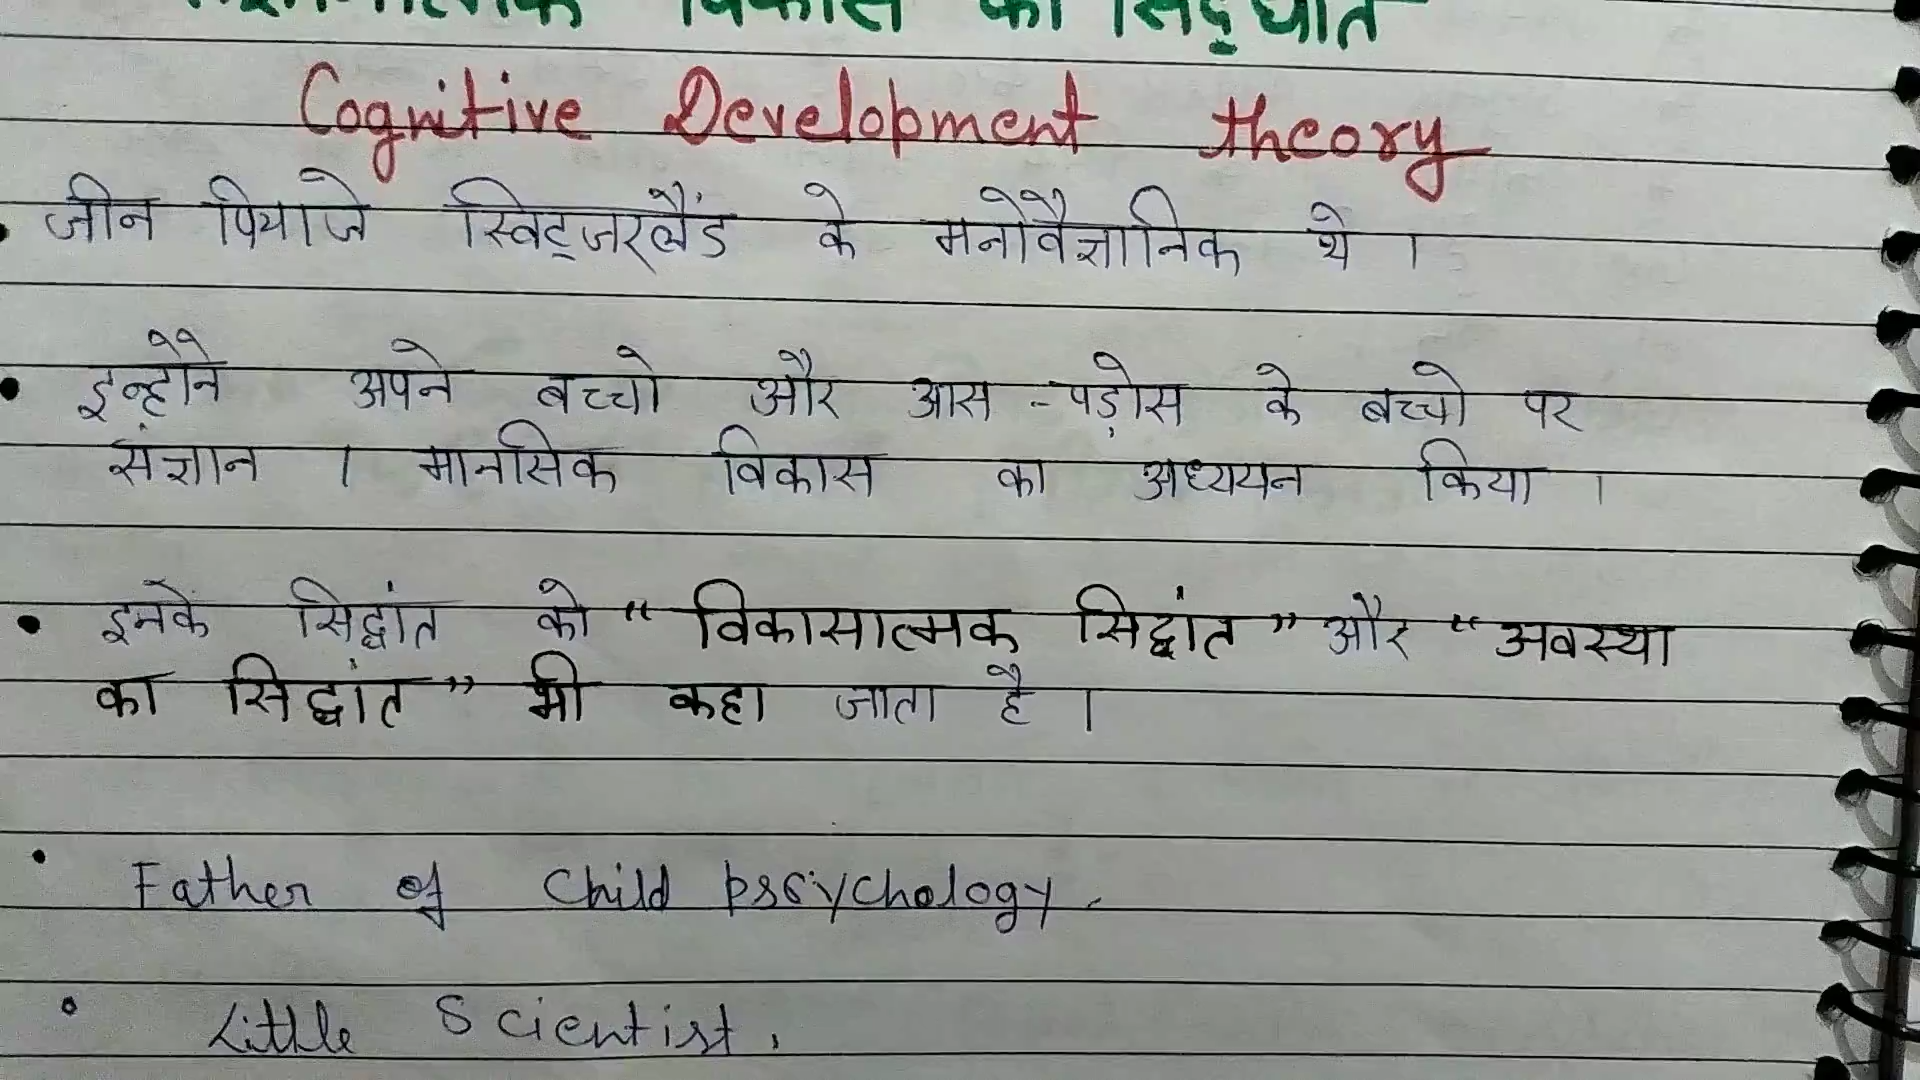 विकास का सिद्धांत
Cognitive Development theory
जीन पियाजे स्विट्जरलैंड के मनोवैज्ञानिक थे ।
इन्होने अपने बच्चो और आस - पड़ोस के बच्चो पर
संज्ञान । मानसिक विकास का अध्ययन किया ।
इनके सिद्धांत को “ विकासात्मक सिद्धांत ” और “ अवस्था
का सिद्धांत ” भी कहा जाता है ।
Father of Child pssychology.
Little Scientist.